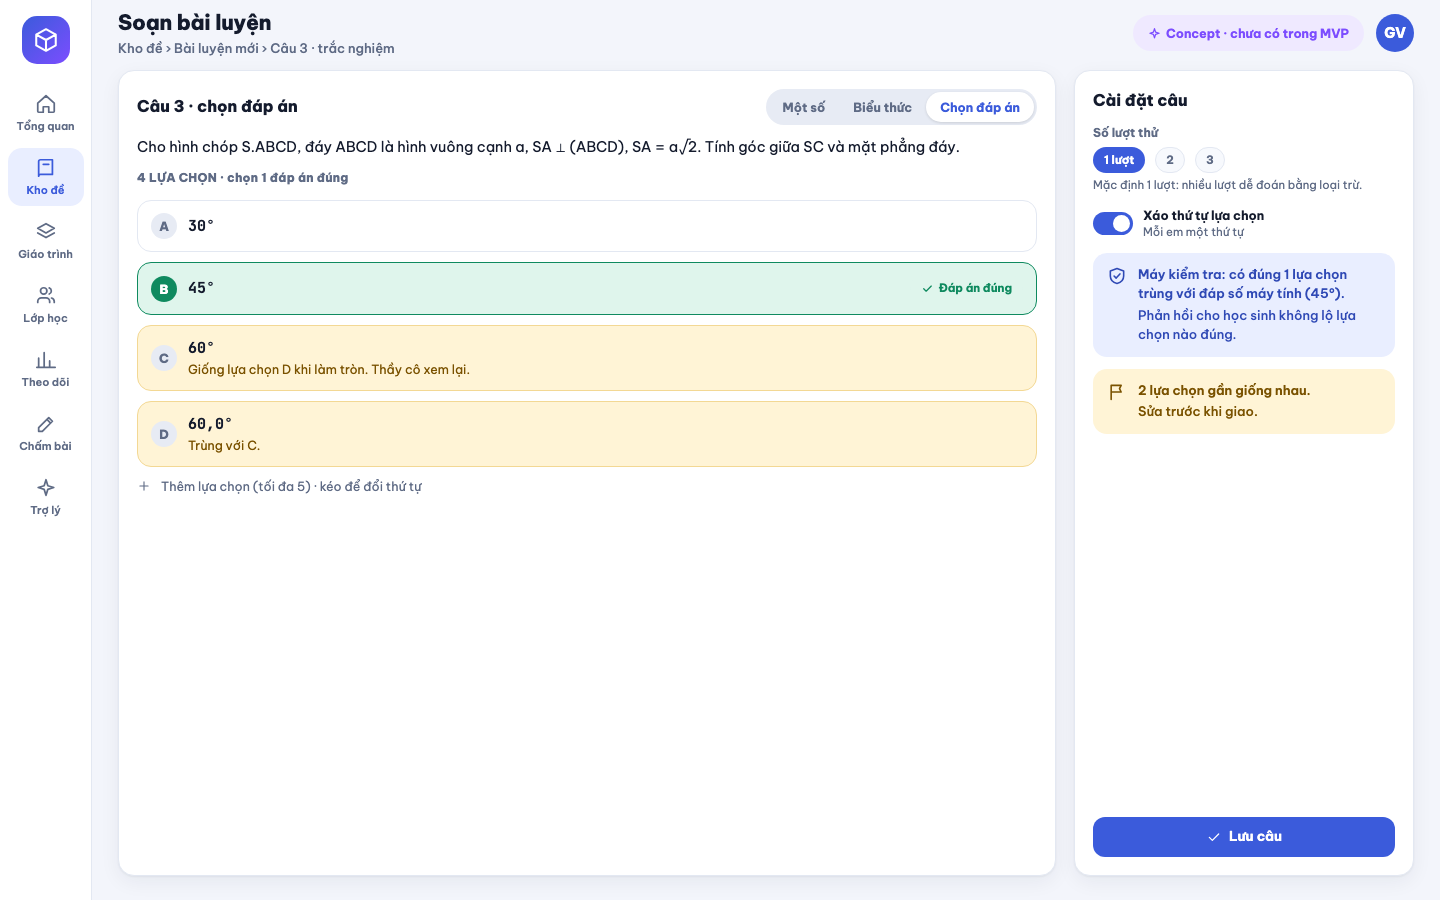 Soạn bài luyện
Kho đề › Bài luyện mới › Câu 3 · trắc nghiệm
Concept · chưa có trong MVP
GV
Tổng quan
Kho đề
Giáo trình
Lớp học
Theo dõi
Chấm bài
Trợ lý
Câu 3 · chọn đáp án
Một số
Biểu thức
Chọn đáp án
Cho hình chóp S.ABCD, đáy ABCD là hình vuông cạnh a, SA ⊥ (ABCD), SA = a√2. Tính góc giữa SC và mặt phẳng đáy.
4 LỰA CHỌN · chọn 1 đáp án đúng
A
30°
B
45°
Đáp án đúng
C
60°
Giống lựa chọn D khi làm tròn. Thầy cô xem lại.
D
60,0°
Trùng với C.
Thêm lựa chọn (tối đa 5) · kéo để đổi thứ tự
Cài đặt câu
Số lượt thử
1 lượt
2
3
Mặc định 1 lượt: nhiều lượt dễ đoán bằng loại trừ.
Xáo thứ tự lựa chọn
Mỗi em một thứ tự
Máy kiểm tra: có đúng 1 lựa chọn
trùng với đáp số máy tính (45°).
Phản hồi cho học sinh không lộ lựa
chọn nào đúng.
2 lựa chọn gần giống nhau.
Sửa trước khi giao.
Lưu câu